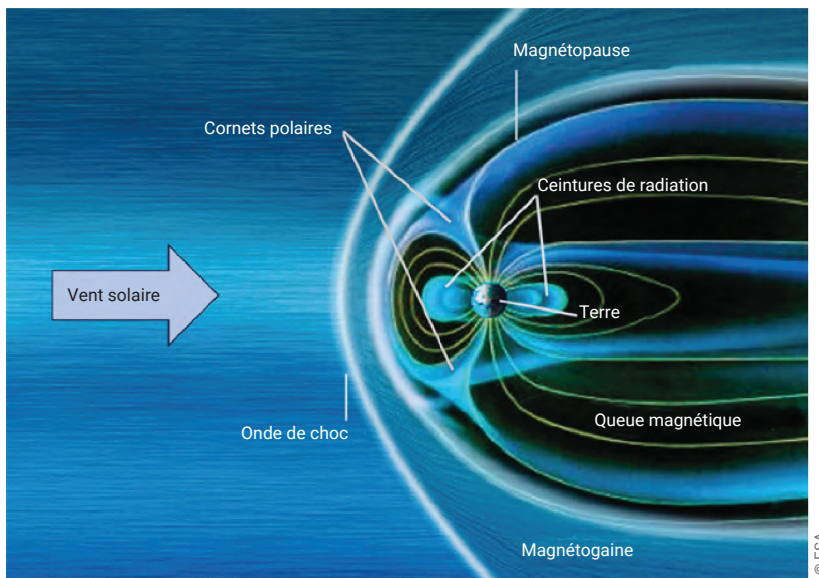 Magnétopause
Cornets polaires
Ceintures de radiation
Vent solaire
Terre
Onde de choc
Queue magnétique
Magnétogaine
© ESA